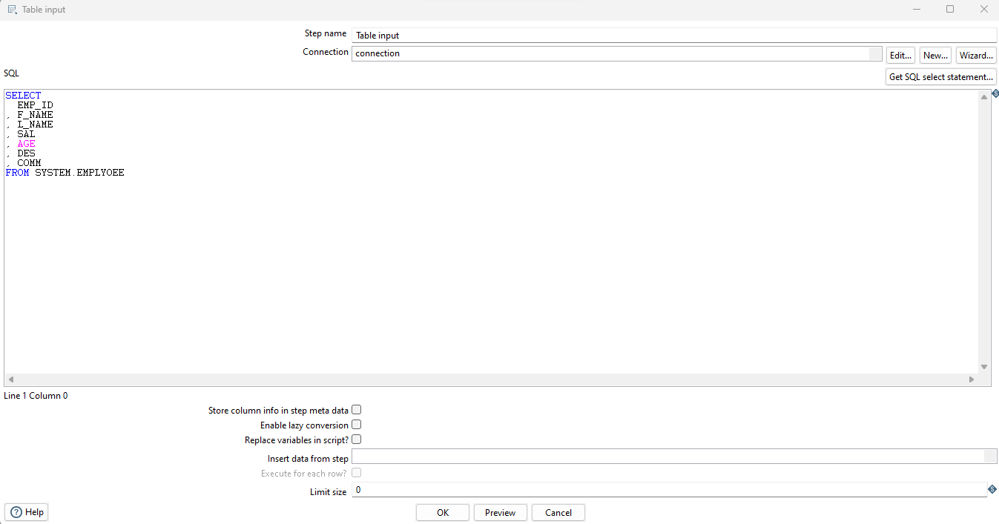 Table input
Step name Table input
Connection connection Edit... New... Wizard...
SQL
Get SQL select statement...
SELECT
EMP_ID
, F_NAME
, L_NAME
, SAL
, AGE
, DES
, COMM
FROM SYSTEM.EMPLYOEE
Line 1 Column 0
Store column info in step meta data
Enable lazy conversion
Replace variables in script?
Insert data from step
Execute for each row?
Limit size 0
Help OK Preview Cancel